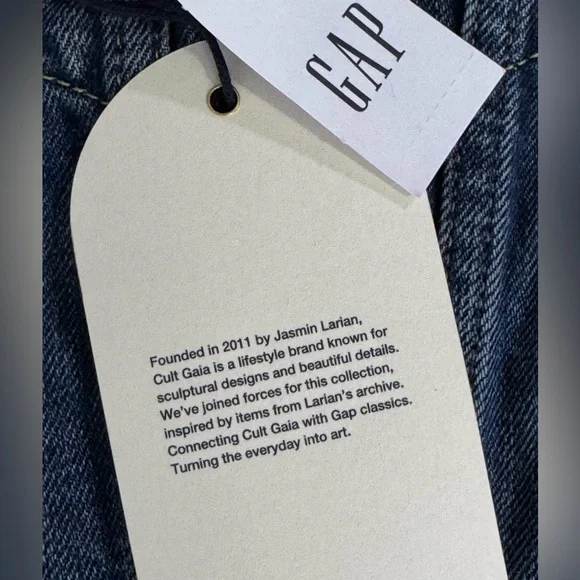 GAP
Founded in 2011 by Jasmin Larian,
Cult Gaia is a lifestyle brand known for
sculptural designs and beautiful details.
We've joined forces for this collection,
inspired by items from Larian's archive.
Connecting Cult Gaia with Gap classics.
Turning the everyday into art.